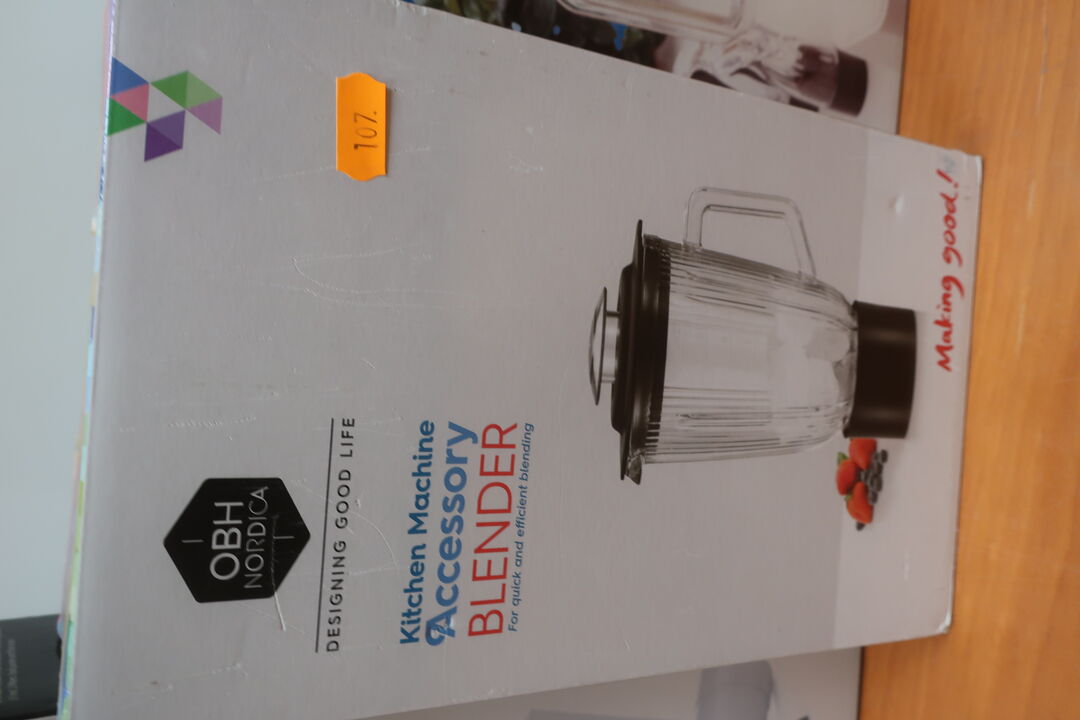 107.
OBH
NORDICA
DESIGNING GOOD LIFE
Kitchen Machine
Accessory
BLENDER
For quick and efficient blending
Making good!